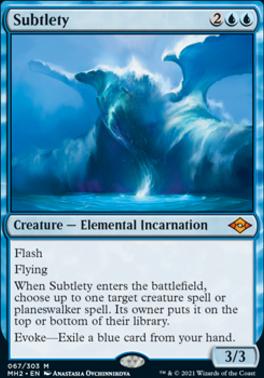 Subtlety 2
Creature — Elemental Incarnation
Flash
Flying
When Subtlety enters the battlefield,
choose up to one target creature spell or
planeswalker spell. Its owner puts it on the
top or bottom of their library.
Evoke—Exile a blue card from your hand.
3/3
067/303 M
MH2 • EN ANASTASIA OVCHINNIKOVA
™ & © 2021 Wizards of the Coast